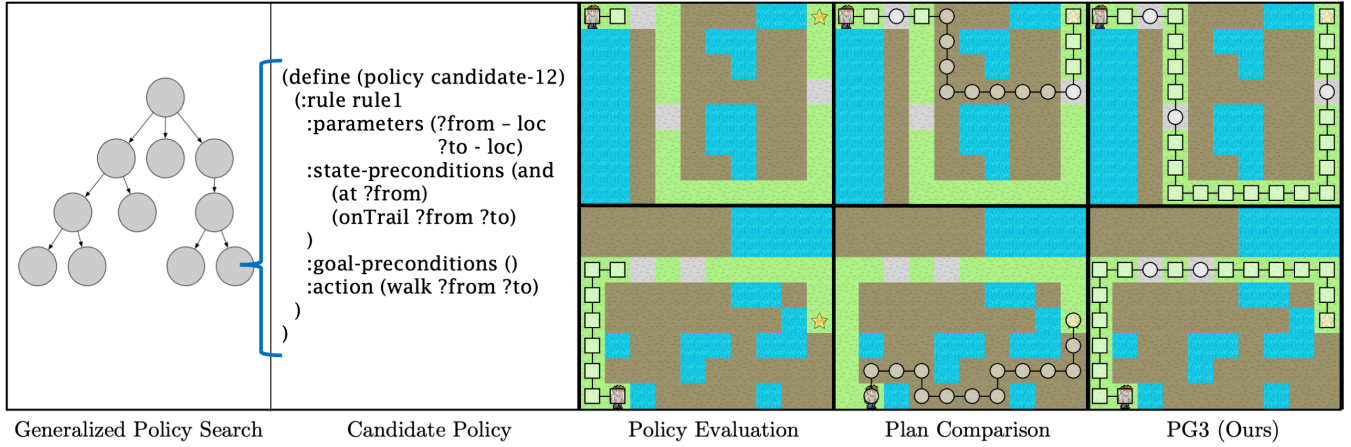 (define (policy candidate-12)
(:rule rule1
:parameters (?from – loc
?to - loc)
:state-preconditions (and
(at ?from)
(onTrail ?from ?to)
)
:goal-preconditions ()
:action (walk ?from ?to)
)
)
Generalized Policy Search
Candidate Policy
Policy Evaluation
Plan Comparison
PG3 (Ours)